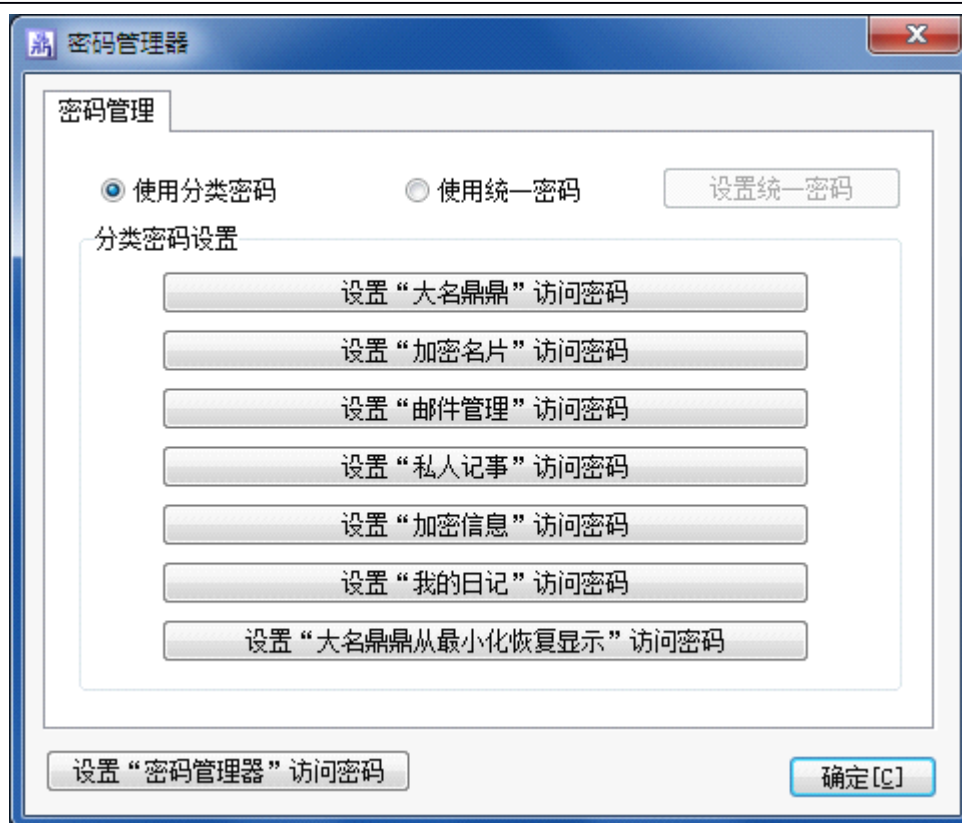 鼎 密码管理器
密码管理
使用分类密码 使用统一密码 设置统一密码
分类密码设置
设置“大名鼎鼎”访问密码
设置“加密名片”访问密码
设置“邮件管理”访问密码
设置“私人记事”访问密码
设置“加密信息”访问密码
设置“我的日记”访问密码
设置“大名鼎鼎从最小化恢复显示”访问密码
设置“密码管理器”访问密码 确定[C]